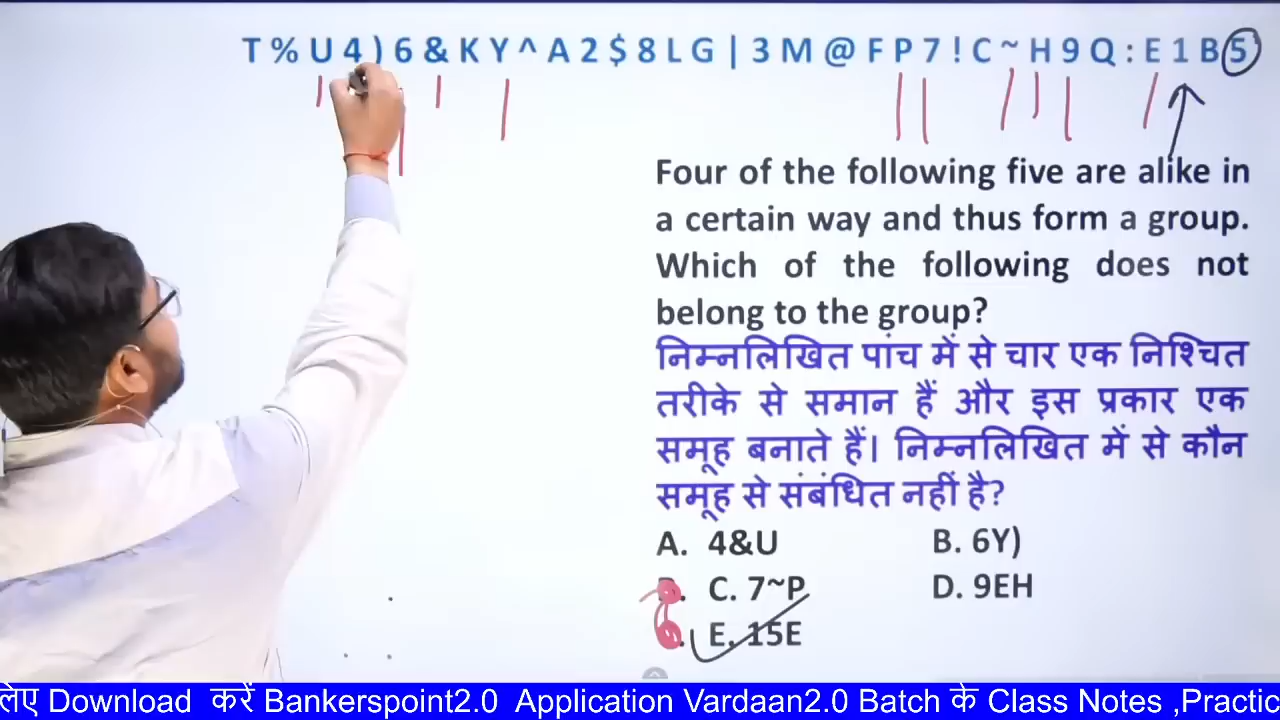 T % U 4 ) 6 & K Y ^ A 2 $ 8 L G | 3 M @ F P 7 ! C ~ H 9 Q : E 1 B 5
Four of the following five are alike in
a certain way and thus form a group.
Which of the following does not
belong to the group?
निम्नलिखित पांच में से चार एक निश्चित
तरीके से समान हैं और इस प्रकार एक
समूह बनाते हैं। निम्नलिखित में से कौन
समूह से संबंधित नहीं है?
A. 4&U B. 6Y)
C. 7~P D. 9EH
E. 15E
लिए Download करें Bankerspoint2.0 Application Vardaan2.0 Batch के Class Notes ,Practic